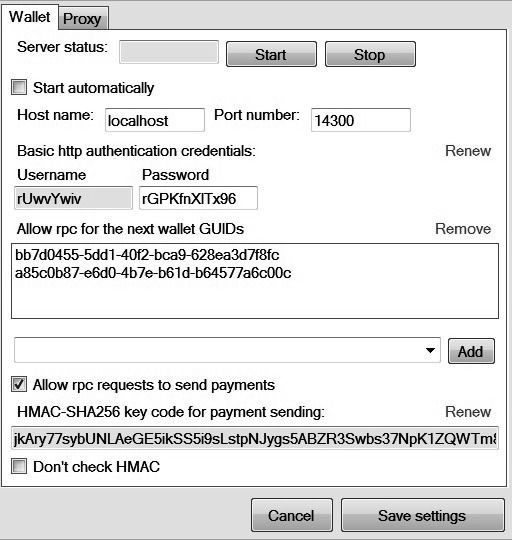 Wallet Proxy
Server status: Start Stop
Start automatically
Host name: localhost Port number: 14300
Basic http authentication credentials: Renew
Username Password
rUwvYwiv rGPKfnXlTx96
Allow rpc for the next wallet GUIDs Remove
bb7d0455-5dd1-40f2-bca9-628ea3d7f8fc
a85c0b87-e6d0-4b7e-b61d-b64577a6c00c
Add
Allow rpc requests to send payments
HMAC-SHA256 key code for payment sending: Renew
jkAry77sybUNLAeGE5ikSS5i9sLstpNJygs5ABZR3Swbs37NpK1ZQWTm
Don't check HMAC
Cancel Save settings